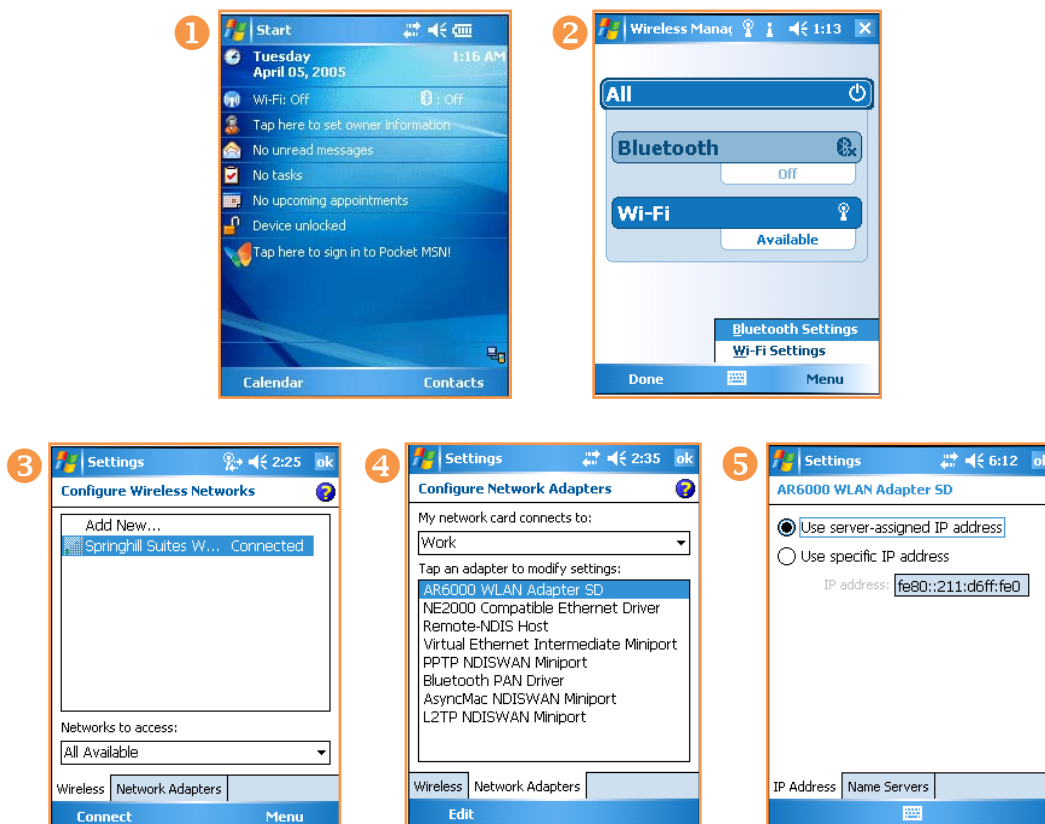 1
Start
Tuesday
April 05, 2005
1:16 AM
Wi-Fi: Off
: Off
Tap here to set owner information
No unread messages
No tasks
No upcoming appointments
Device unlocked
Tap here to sign in to Pocket MSN!
Calendar Contacts
2
Wireless Manag 1:13
All
Bluetooth
Off
Wi-Fi
Available
Bluetooth Settings
Wi-Fi Settings
Done Menu
3
Settings 2:25 ok
Configure Wireless Networks
Add New...
Springhill Suites W... Connected
Networks to access:
All Available
Wireless Network Adapters
Connect Menu
4
Settings 2:35 ok
Configure Network Adapters
My network card connects to:
Work
Tap an adapter to modify settings:
AR6000 WLAN Adapter SD
NE2000 Compatible Ethernet Driver
Remote-NDIS Host
Virtual Ethernet Intermediate Miniport
PPTP NDISWAN Miniport
Bluetooth PAN Driver
AsyncMac NDISWAN Miniport
L2TP NDISWAN Miniport
Wireless Network Adapters
Edit
5
Settings 6:12 ok
AR6000 WLAN Adapter SD
Use server-assigned IP address
Use specific IP address
IP address: fe80::211:d6ff:fe0
IP Address Name Servers